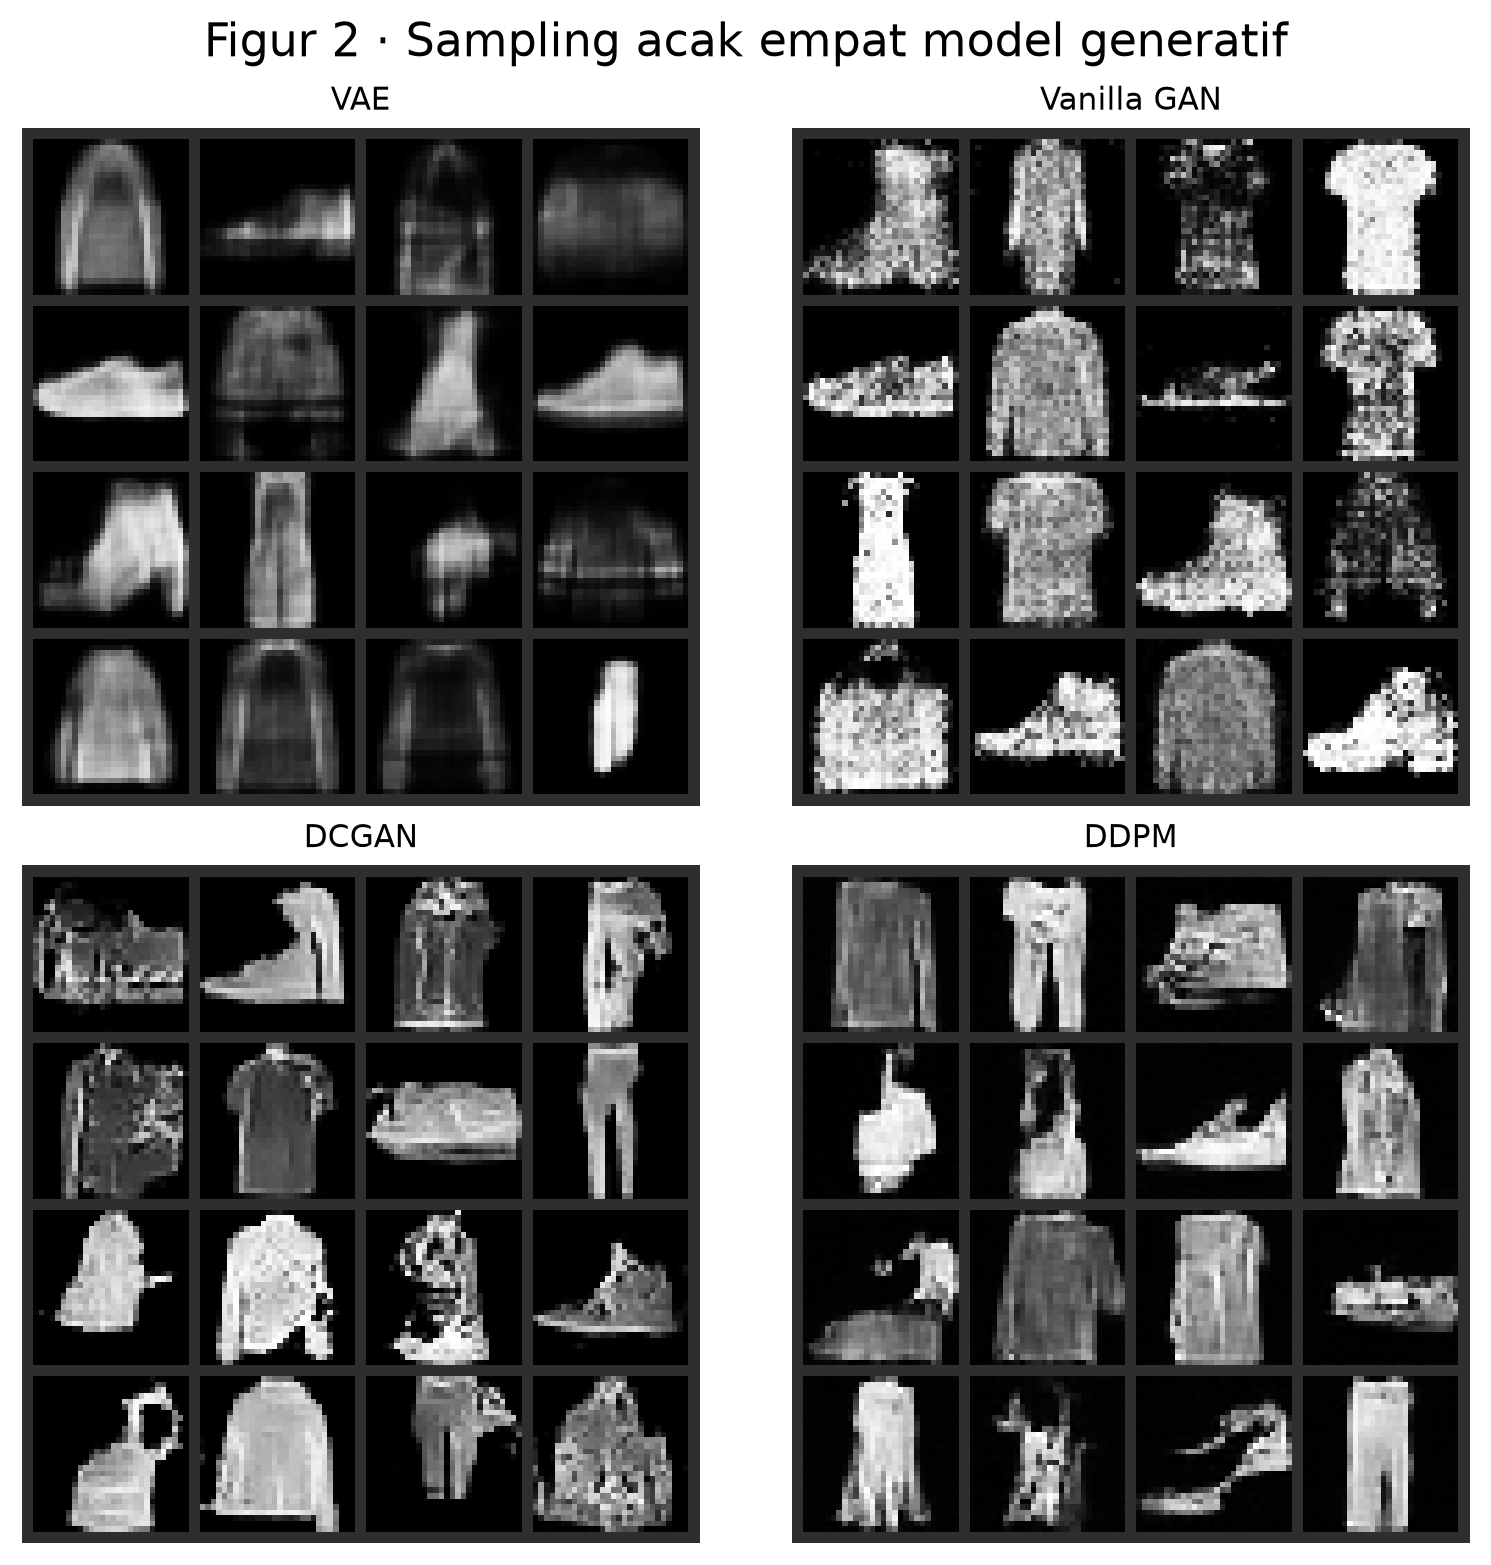 Figur 2 · Sampling acak empat model generatif
VAE
Vanilla GAN
DCGAN
DDPM